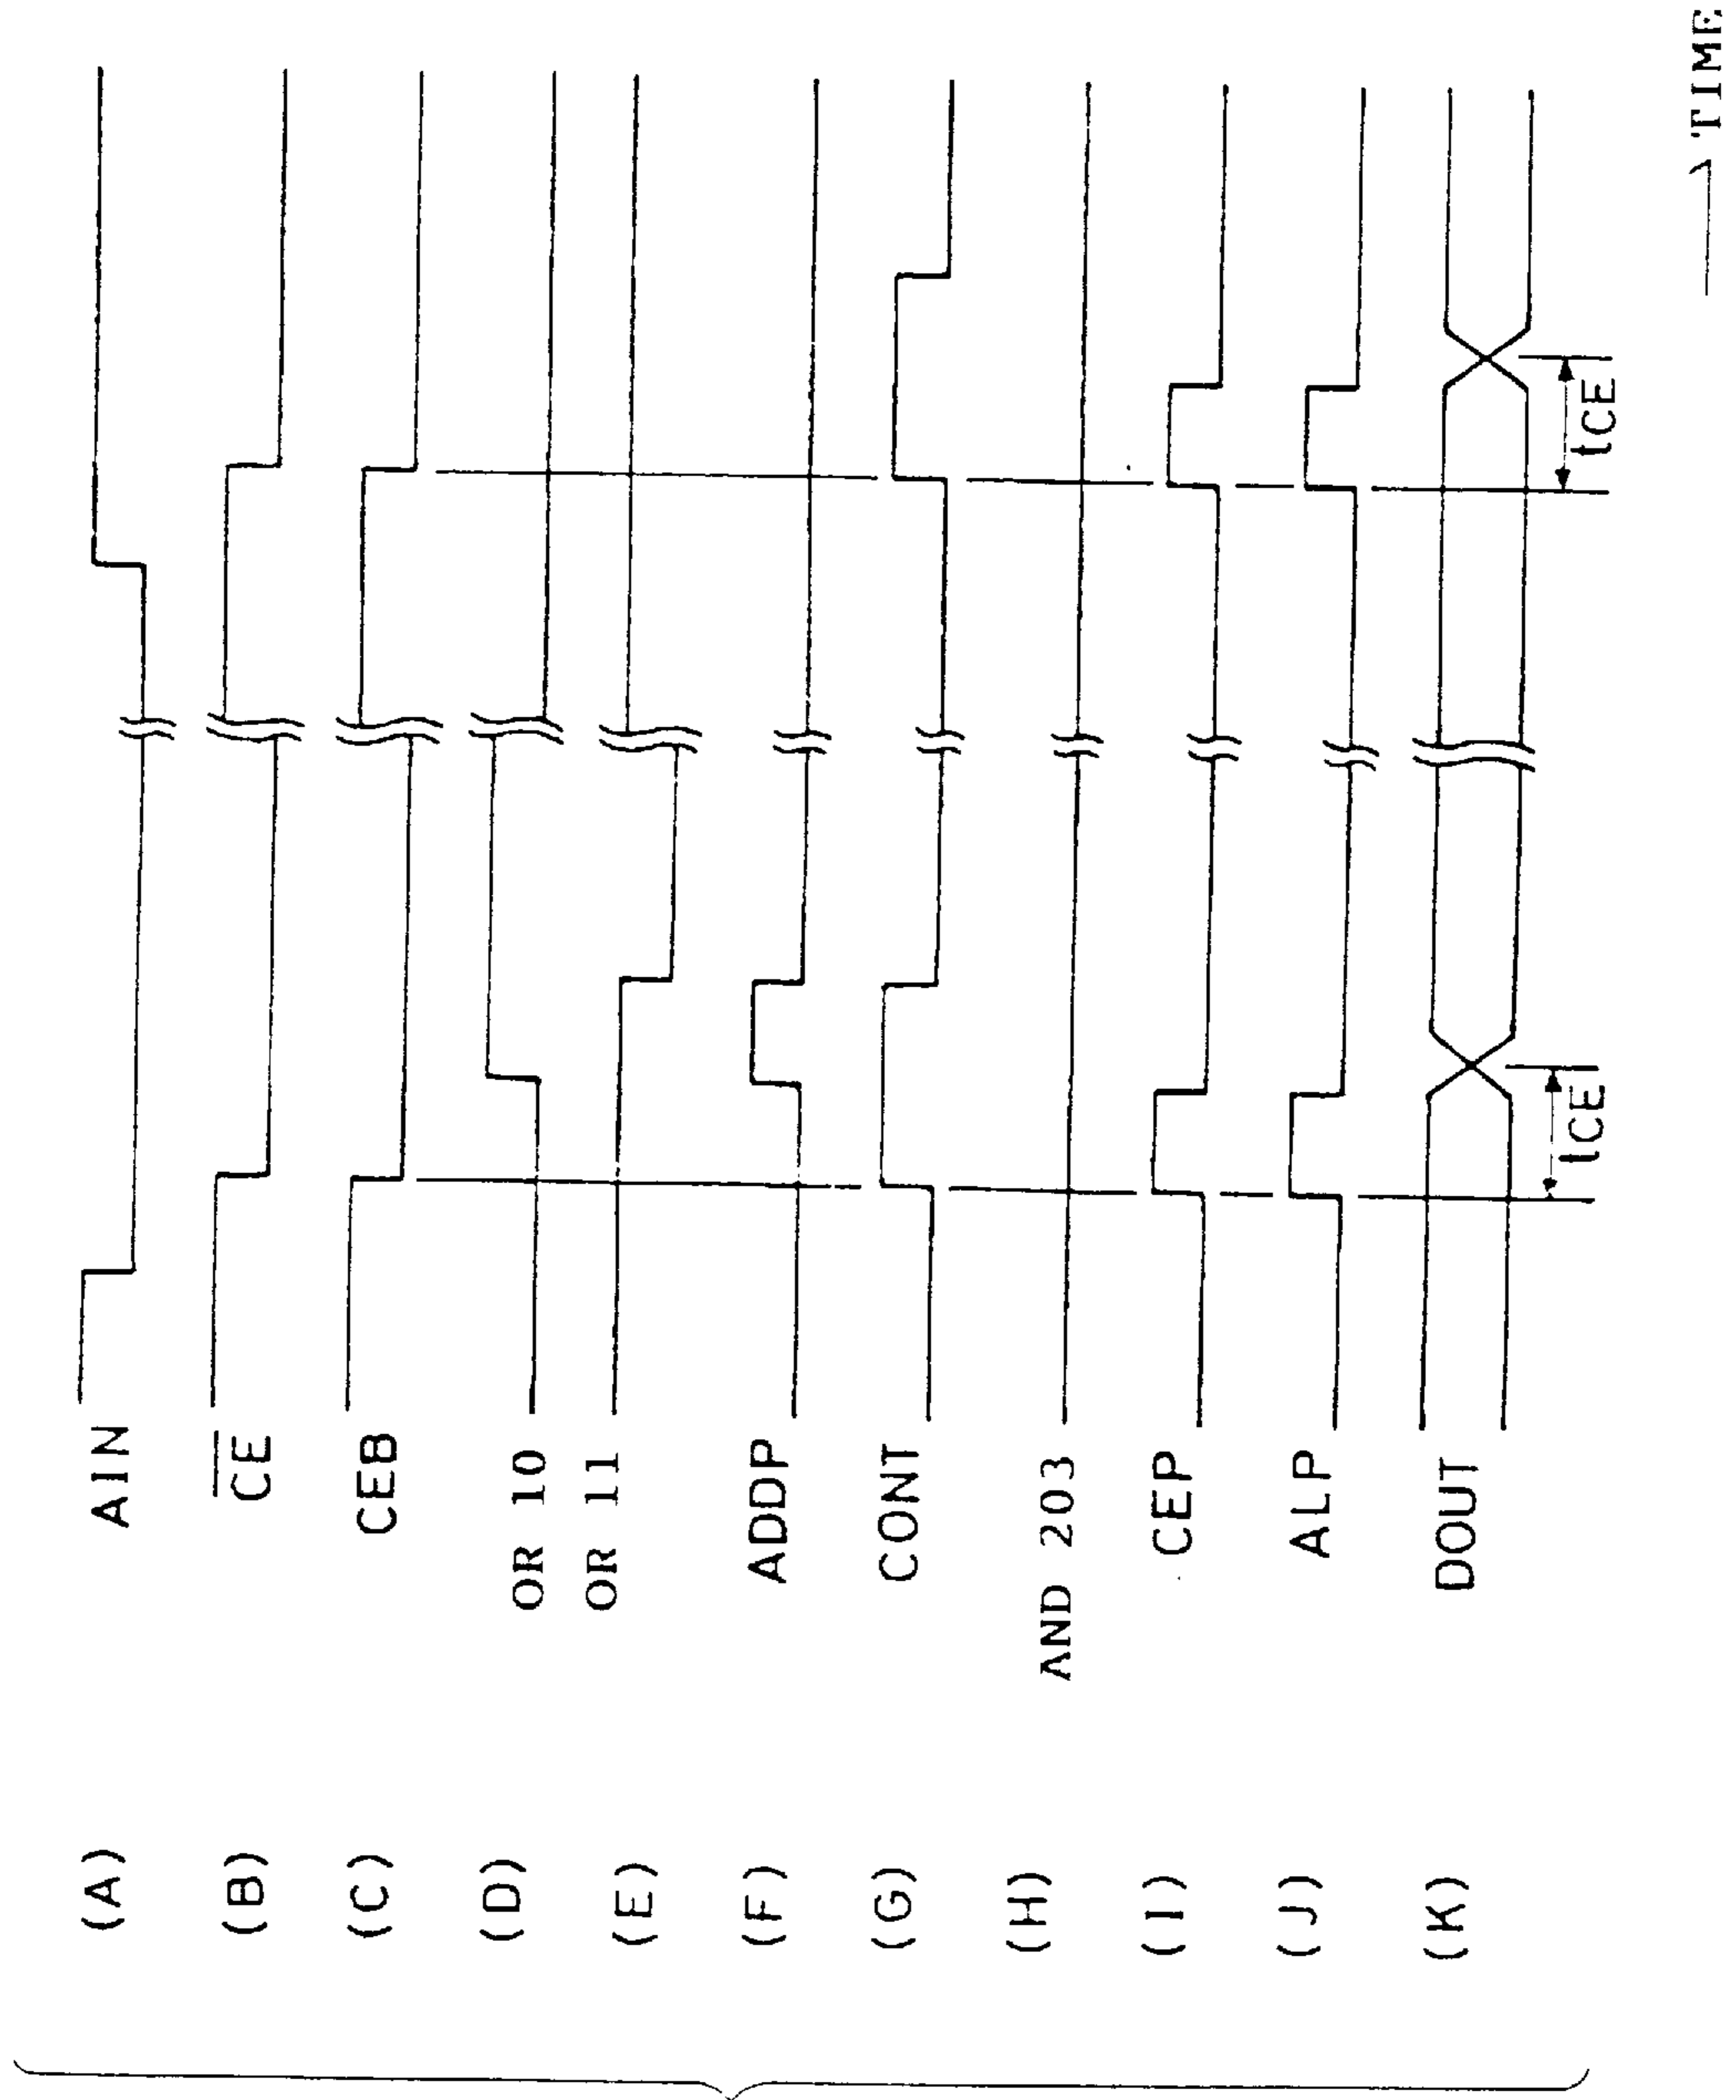 (A) AIN
(B) CE
(C) CEB
(D) OR 10
(E) OR 11
(F) ADDP
(G) CONT
(H) AND 203
(I) CEP
(J) ALP
(K) DOUT
tCE
tCE
TIME